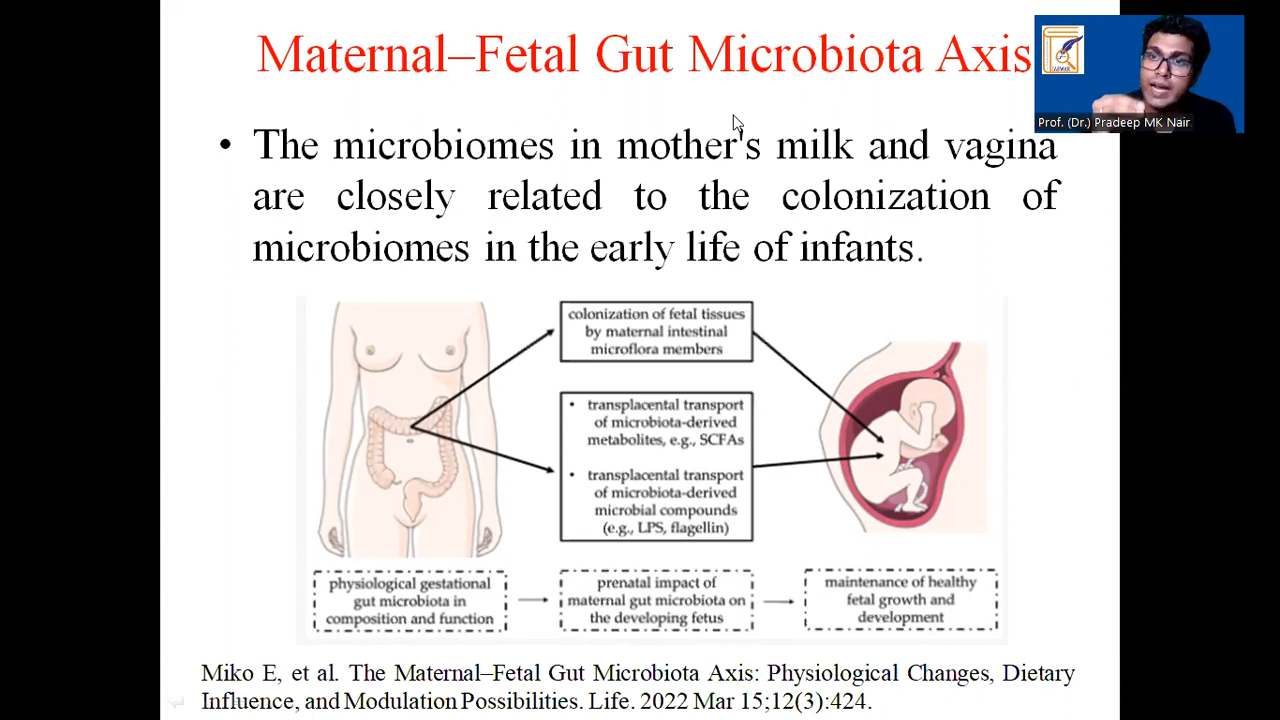 Maternal–Fetal Gut Microbiota Axis
Prof. (Dr.) Pradeep MK Nair
• The microbiomes in mother's milk and vagina
are closely related to the colonization of
microbiomes in the early life of infants.
colonization of fetal tissues
by maternal intestinal
microflora members
• transplacental transport
of microbiota-derived
metabolites, e.g., SCFAs
• transplacental transport
of microbiota-derived
microbial compounds
(e.g., LPS, flagellin)
physiological gestational
gut microbiota in
composition and function
prenatal impact of
maternal gut microbiota on
the developing fetus
maintenance of healthy
fetal growth and
development
Miko E, et al. The Maternal–Fetal Gut Microbiota Axis: Physiological Changes, Dietary
Influence, and Modulation Possibilities. Life. 2022 Mar 15;12(3):424.